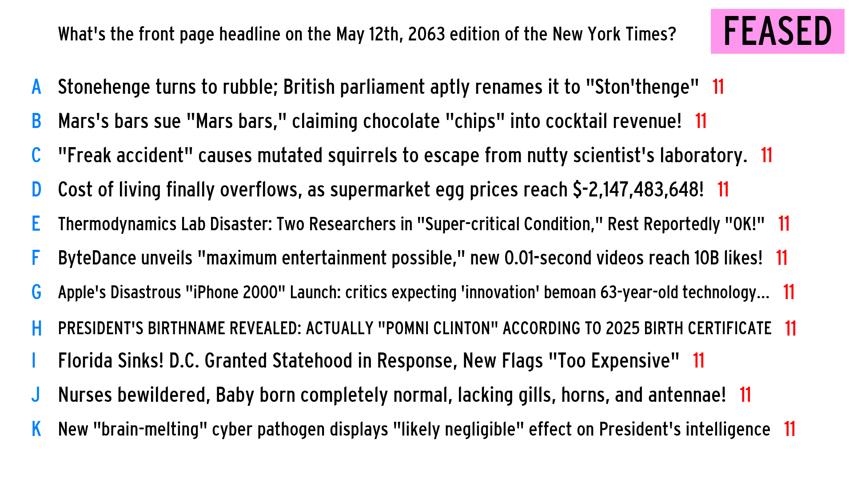 What's the front page headline on the May 12th, 2063 edition of the New York Times? FEASED
A Stonehenge turns to rubble; British parliament aptly renames it to "Ston'thenge" 11
B Mars's bars sue "Mars bars," claiming chocolate "chips" into cocktail revenue! 11
C "Freak accident" causes mutated squirrels to escape from nutty scientist's laboratory. 11
D Cost of living finally overflows, as supermarket egg prices reach $-2,147,483,648! 11
E Thermodynamics Lab Disaster: Two Researchers in "Super-critical Condition," Rest Reportedly "OK!" 11
F ByteDance unveils "maximum entertainment possible," new 0.01-second videos reach 10B likes! 11
G Apple's Disastrous "iPhone 2000" Launch: critics expecting 'innovation' bemoan 63-year-old technology... 11
H PRESIDENT'S BIRTHNAME REVEALED: ACTUALLY "POMNI CLINTON" ACCORDING TO 2025 BIRTH CERTIFICATE 11
I Florida Sinks! D.C. Granted Statehood in Response, New Flags "Too Expensive" 11
J Nurses bewildered, Baby born completely normal, lacking gills, horns, and antennae! 11
K New "brain-melting" cyber pathogen displays "likely negligible" effect on President's intelligence 11